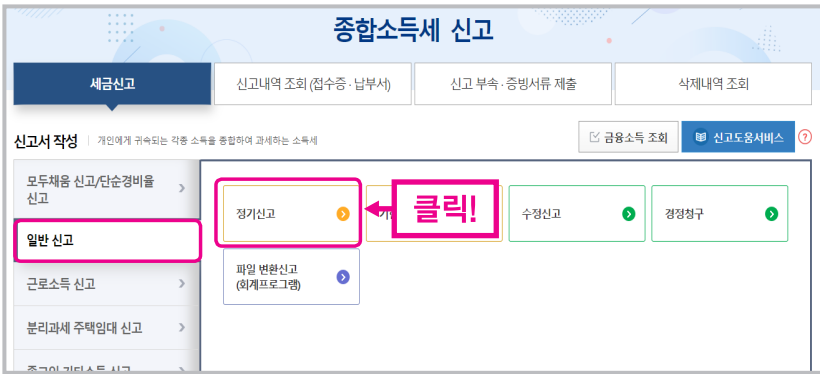 종합소득세 신고
세금신고
신고내역 조회 (접수증 · 납부서)
신고 부속 · 증빙서류 제출
삭제내역 조회
신고서 작성
개인에게 귀속되는 각종 소득을 종합하여 과세하는 소득세
금융소득 조회
신고도움서비스
?
모두채움 신고/단순경비율
신고
일반 신고
근로소득 신고
분리과세 주택임대 신고
정기신고
클릭!
수정신고
경정청구
파일 변환신고
(회계프로그램)